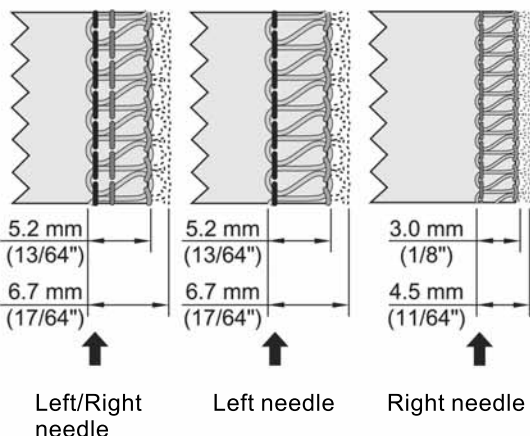 5.2 mm
(13/64")
6.7 mm
(17/64")
Left/Right
needle
5.2 mm
(13/64")
6.7 mm
(17/64")
Left needle
3.0 mm
(1/8")
4.5 mm
(11/64")
Right needle